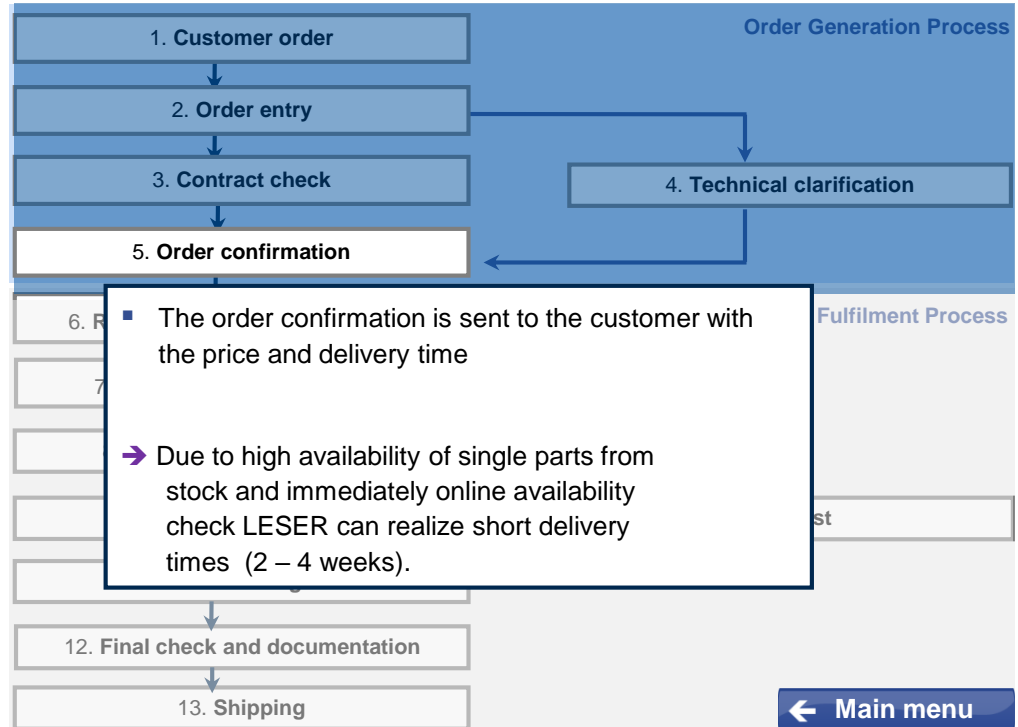 Order Generation Process
1. Customer order
2. Order entry
3. Contract check
4. Technical clarification
5. Order confirmation
6. R
Fulfilment Process
7
▪ The order confirmation is sent to the customer with
the price and delivery time
➔ Due to high availability of single parts from
stock and immediately online availability
check LESER can realize short delivery
times (2 – 4 weeks).
st
12. Final check and documentation
13. Shipping
← Main menu